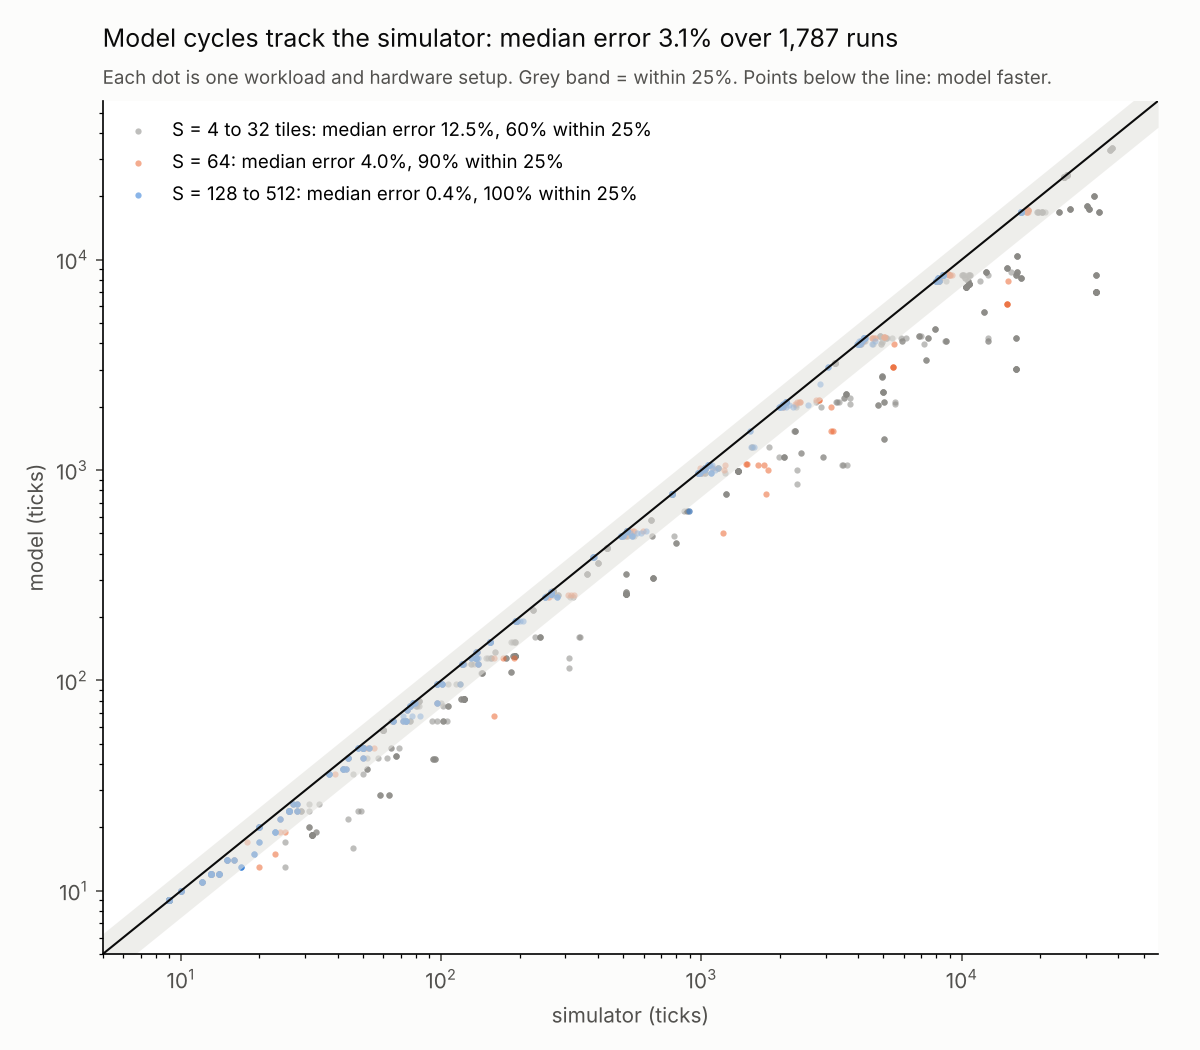 Model cycles track the simulator: median error 3.1% over 1,787 runs
Each dot is one workload and hardware setup. Grey band = within 25%. Points below the line: model faster.
S = 4 to 32 tiles: median error 12.5%, 60% within 25%
S = 64: median error 4.0%, 90% within 25%
S = 128 to 512: median error 0.4%, 100% within 25%
10⁴
10³
10²
10¹
model (ticks)
10¹ 10² 10³ 10⁴
simulator (ticks)